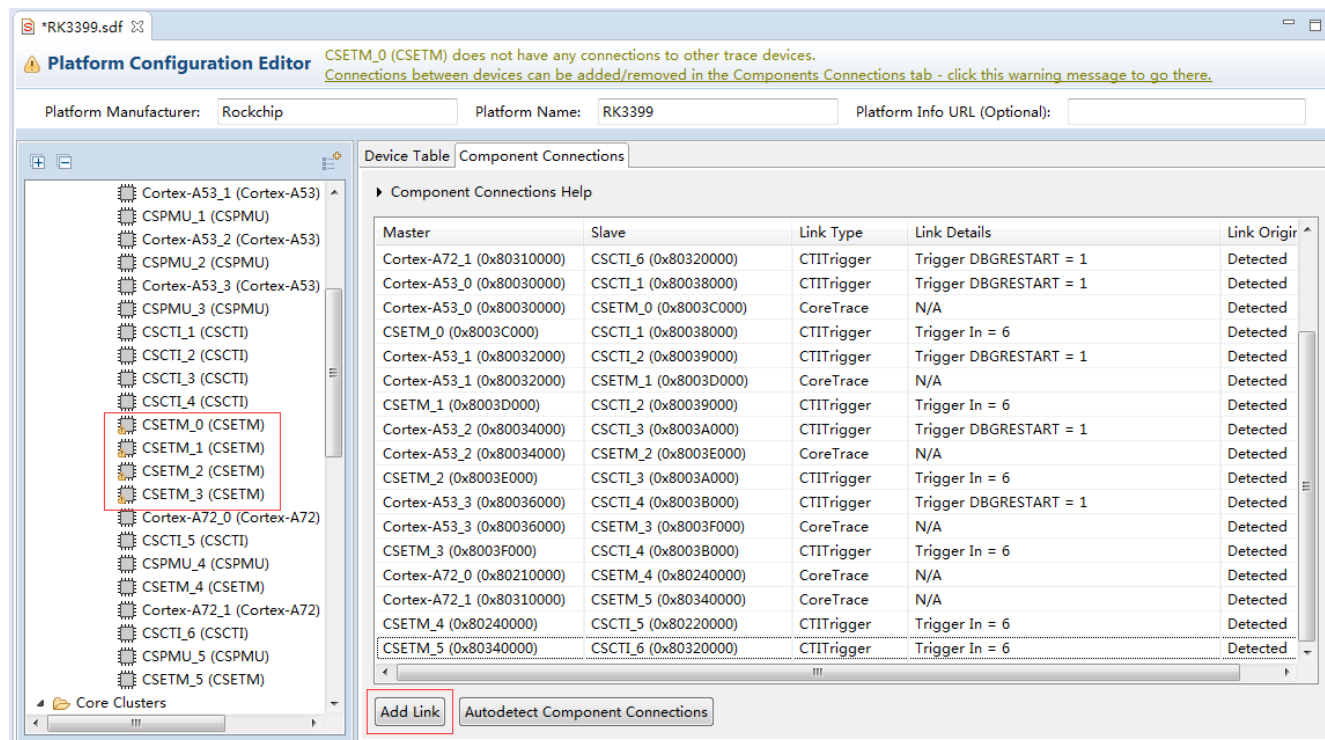 *RK3399.sdf
Platform Configuration Editor
CSETM_0 (CSETM) does not have any connections to other trace devices.
Connections between devices can be added/removed in the Components Connections tab - click this warning message to go there.
Platform Manufacturer: Rockchip Platform Name: RK3399 Platform Info URL (Optional):
Cortex-A53_1 (Cortex-A53)
CSPMU_1 (CSPMU)
Cortex-A53_2 (Cortex-A53)
CSPMU_2 (CSPMU)
Cortex-A53_3 (Cortex-A53)
CSPMU_3 (CSPMU)
CSCTI_1 (CSCTI)
CSCTI_2 (CSCTI)
CSCTI_3 (CSCTI)
CSCTI_4 (CSCTI)
CSETM_0 (CSETM)
CSETM_1 (CSETM)
CSETM_2 (CSETM)
CSETM_3 (CSETM)
Cortex-A72_0 (Cortex-A72)
CSCTI_5 (CSCTI)
CSPMU_4 (CSPMU)
CSETM_4 (CSETM)
Cortex-A72_1 (Cortex-A72)
CSCTI_6 (CSCTI)
CSPMU_5 (CSPMU)
CSETM_5 (CSETM)
Core Clusters
Device Table Component Connections
Component Connections Help
Master Slave Link Type Link Details Link Origin
Cortex-A72_1 (0x80310000) CSCTI_6 (0x80320000) CTITrigger Trigger DBGRESTART = 1 Detected
Cortex-A53_0 (0x80030000) CSCTI_1 (0x80038000) CTITrigger Trigger DBGRESTART = 1 Detected
Cortex-A53_0 (0x80030000) CSETM_0 (0x8003C000) CoreTrace N/A Detected
CSETM_0 (0x8003C000) CSCTI_1 (0x80038000) CTITrigger Trigger In = 6 Detected
Cortex-A53_1 (0x80032000) CSCTI_2 (0x80039000) CTITrigger Trigger DBGRESTART = 1 Detected
Cortex-A53_1 (0x80032000) CSETM_1 (0x8003D000) CoreTrace N/A Detected
CSETM_1 (0x8003D000) CSCTI_2 (0x80039000) CTITrigger Trigger In = 6 Detected
Cortex-A53_2 (0x80034000) CSCTI_3 (0x8003A000) CTITrigger Trigger DBGRESTART = 1 Detected
Cortex-A53_2 (0x80034000) CSETM_2 (0x8003E000) CoreTrace N/A Detected
CSETM_2 (0x8003E000) CSCTI_3 (0x8003A000) CTITrigger Trigger In = 6 Detected
Cortex-A53_3 (0x80036000) CSCTI_4 (0x8003B000) CTITrigger Trigger DBGRESTART = 1 Detected
Cortex-A53_3 (0x80036000) CSETM_3 (0x8003F000) CoreTrace N/A Detected
CSETM_3 (0x8003F000) CSCTI_4 (0x8003B000) CTITrigger Trigger In = 6 Detected
Cortex-A72_0 (0x80210000) CSETM_4 (0x80240000) CoreTrace N/A Detected
Cortex-A72_1 (0x80310000) CSETM_5 (0x80340000) CoreTrace N/A Detected
CSETM_4 (0x80240000) CSCTI_5 (0x80220000) CTITrigger Trigger In = 6 Detected
CSETM_5 (0x80340000) CSCTI_6 (0x80320000) CTITrigger Trigger In = 6 Detected
Add Link Autodetect Component Connections